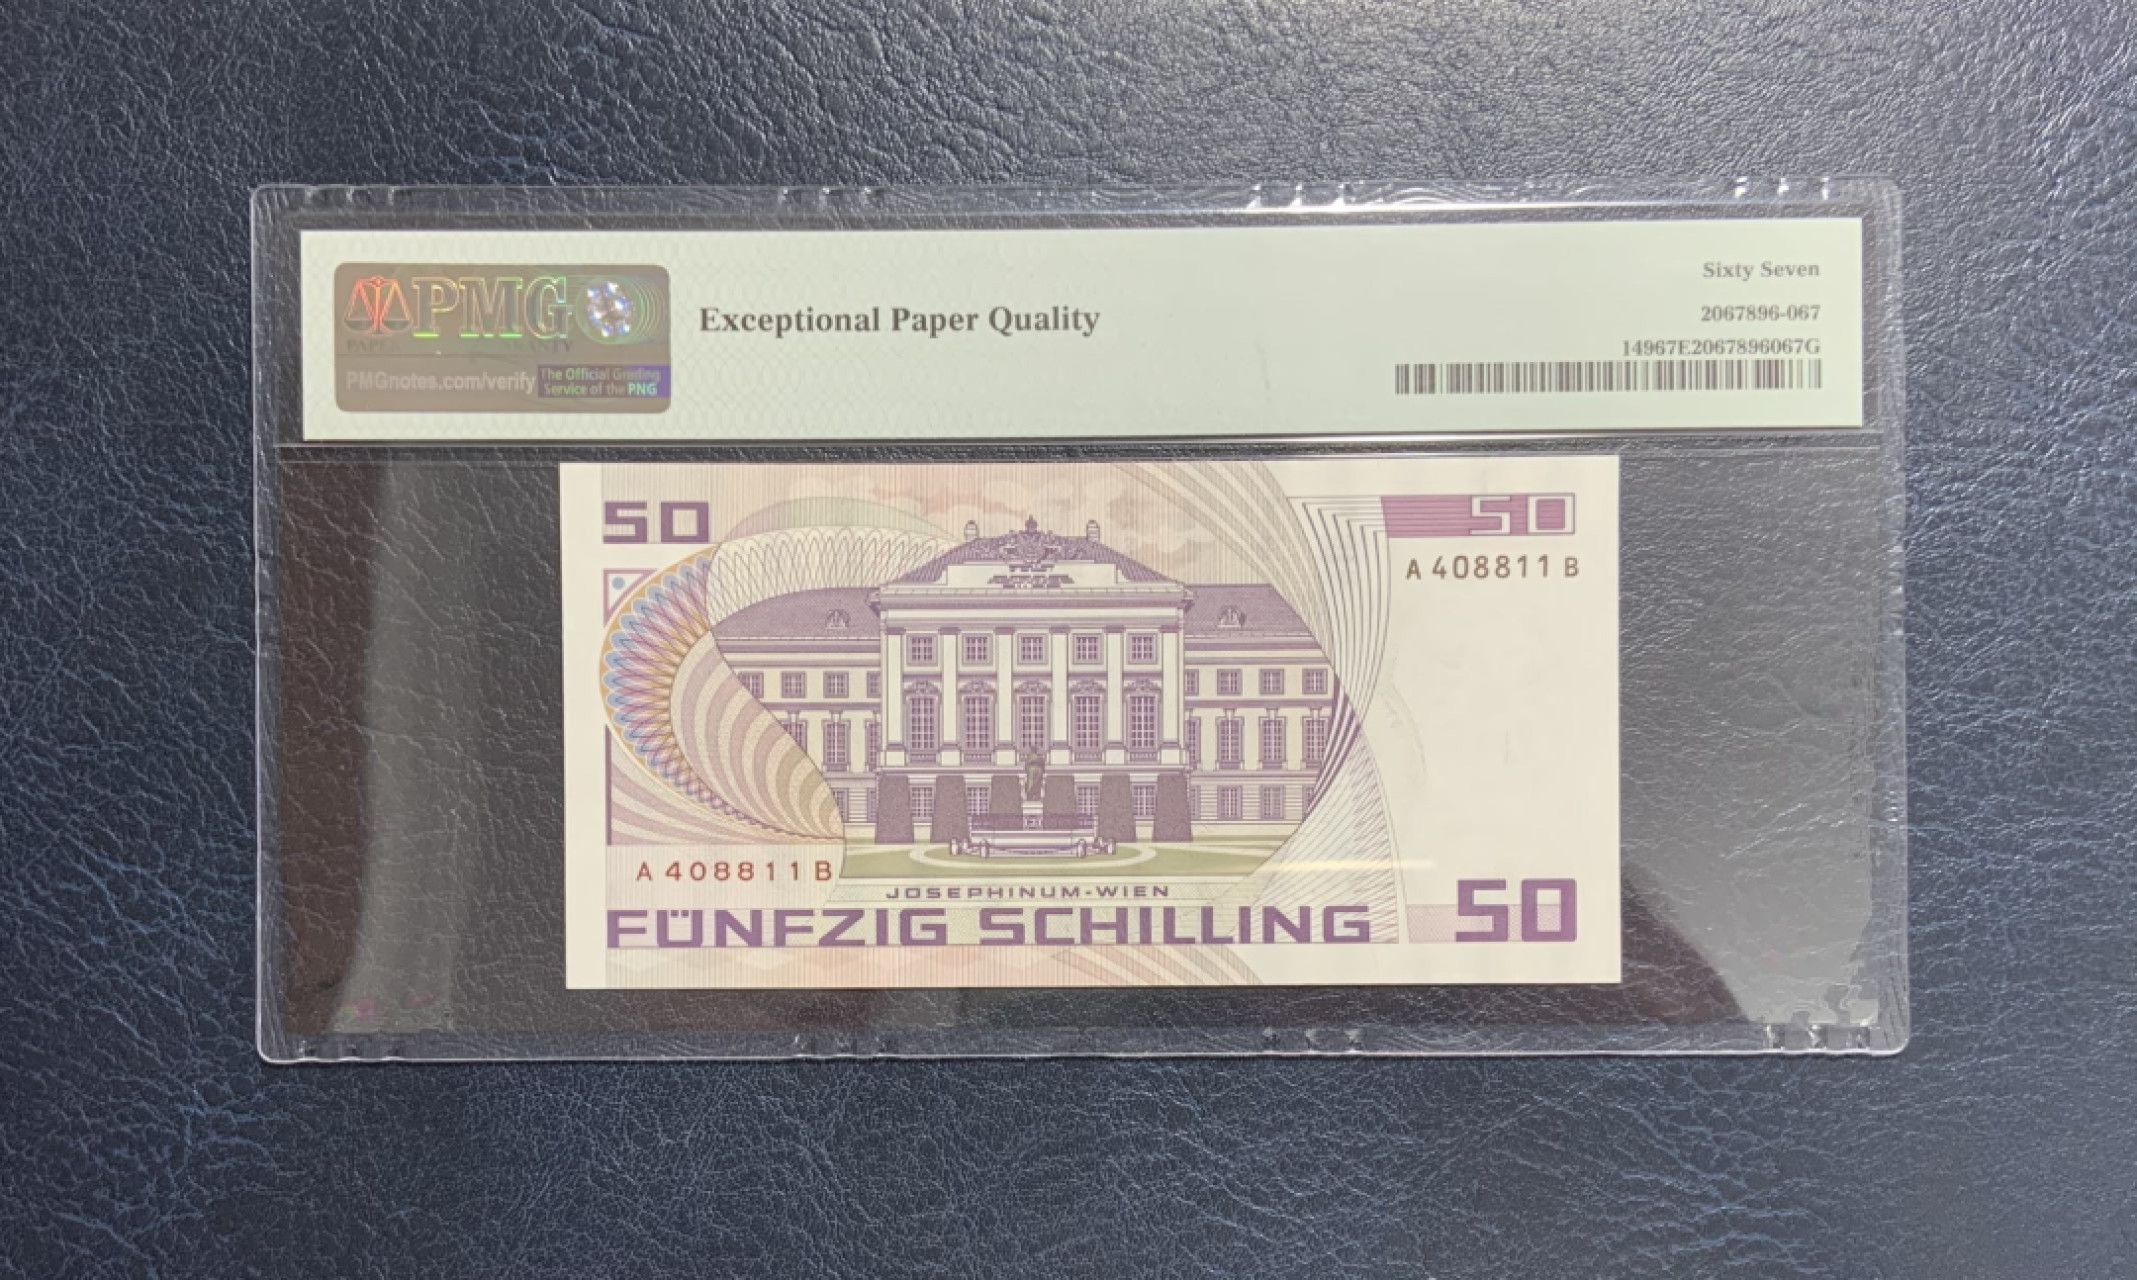 PMG
PMGnotes.com/verify
The Official Grading
Service of the PNG
Exceptional Paper Quality
Sixty Seven
2067896-067
14967E2067896067G
50
50
A 408811 B
A 408811 B
JOSEPHINUM-WIEN
FÜNFZIG SCHILLING
50